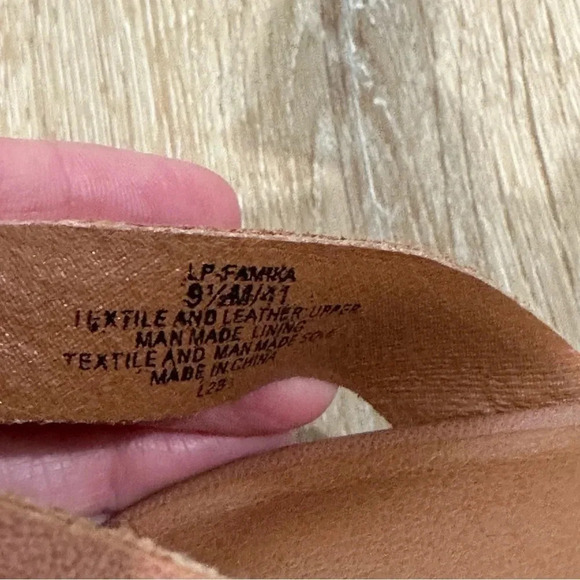 LP-FAMIKA
9½M/41
TEXTILE AND LEATHER UPPER
MAN MADE LINING
TEXTILE AND MAN MADE SOLE
MADE IN CHINA